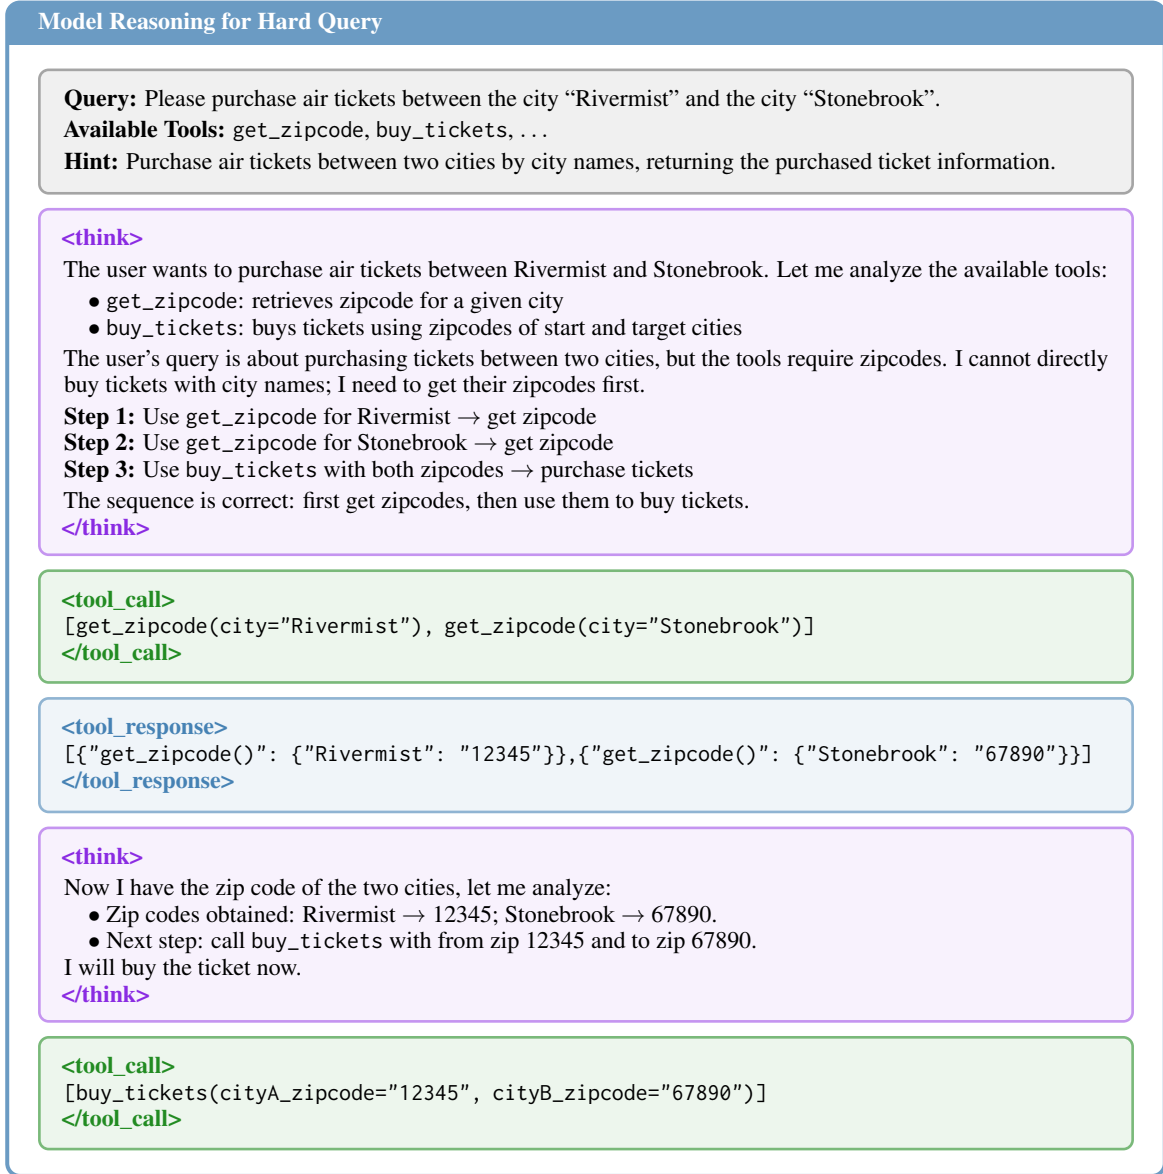 Model Reasoning for Hard Query
Query: Please purchase air tickets between the city “Rivermist” and the city “Stonebrook”.
Available Tools: get_zipcode, buy_tickets, ...
Hint: Purchase air tickets between two cities by city names, returning the purchased ticket information.
<think>
The user wants to purchase air tickets between Rivermist and Stonebrook. Let me analyze the available tools:
• get_zipcode: retrieves zipcode for a given city
• buy_tickets: buys tickets using zipcodes of start and target cities
The user’s query is about purchasing tickets between two cities, but the tools require zipcodes. I cannot directly
buy tickets with city names; I need to get their zipcodes first.
Step 1: Use get_zipcode for Rivermist → get zipcode
Step 2: Use get_zipcode for Stonebrook → get zipcode
Step 3: Use buy_tickets with both zipcodes → purchase tickets
The sequence is correct: first get zipcodes, then use them to buy tickets.
</think>
<tool_call>
[get_zipcode(city="Rivermist"), get_zipcode(city="Stonebrook")]
</tool_call>
<tool_response>
[{"get_zipcode()": {"Rivermist": "12345"}},{"get_zipcode()": {"Stonebrook": "67890"}}]
</tool_response>
<think>
Now I have the zip code of the two cities, let me analyze:
• Zip codes obtained: Rivermist → 12345; Stonebrook → 67890.
• Next step: call buy_tickets with from zip 12345 and to zip 67890.
I will buy the ticket now.
</think>
<tool_call>
[buy_tickets(cityA_zipcode="12345", cityB_zipcode="67890")]
</tool_call>